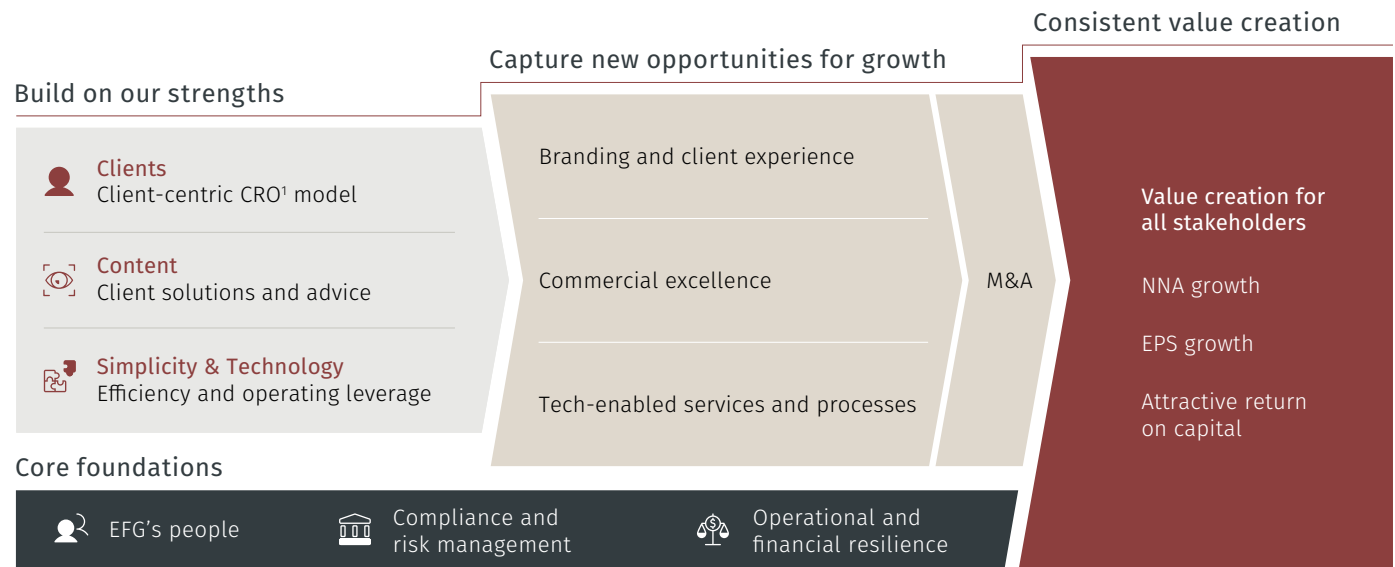 Build on our strengths
Clients
Client-centric CRO¹ model
Content
Client solutions and advice
Simplicity & Technology
Efficiency and operating leverage
Capture new opportunities for growth
Branding and client experience
Commercial excellence
Tech-enabled services and processes
M&A
Consistent value creation
Value creation for
all stakeholders
NNA growth
EPS growth
Attractive return
on capital
Core foundations
EFG’s people
Compliance and
risk management
Operational and
financial resilience